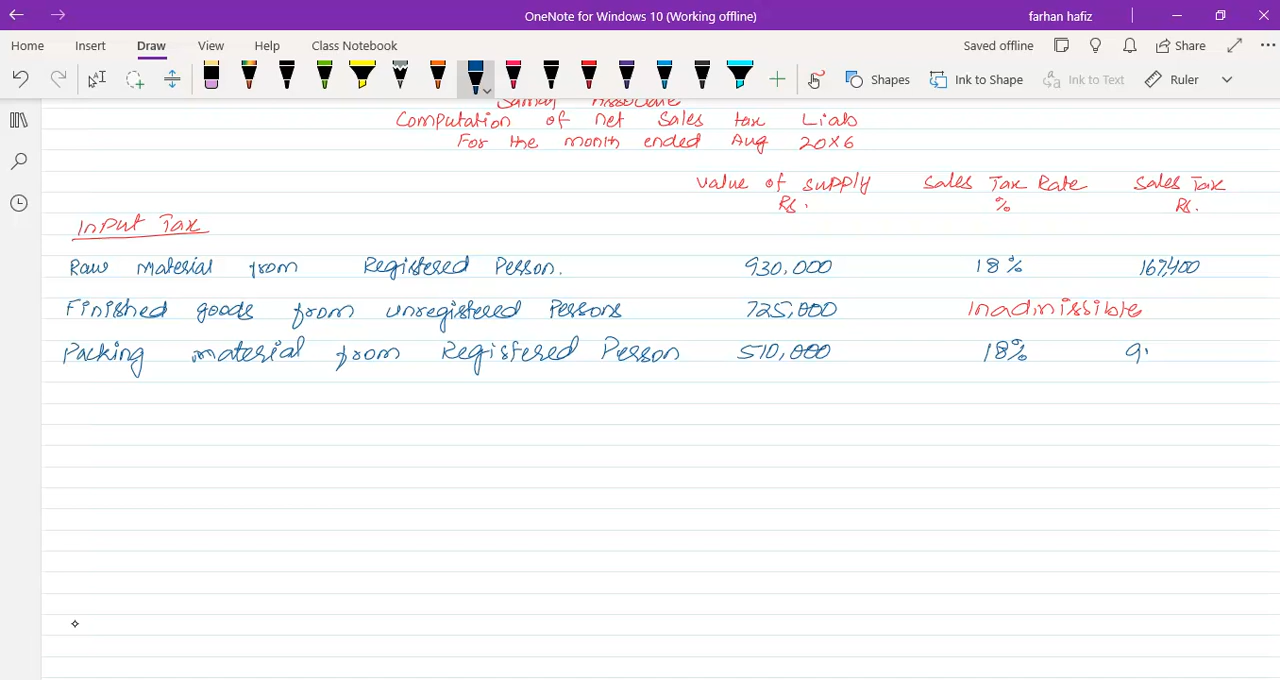 OneNote for Windows 10 (Working offline)
farhan hafiz
Home Insert Draw View Help Class Notebook
Saved offline Share
Shapes Ink to Shape Ink to Text Ruler
Computation of net Sales tax Liab
For the month ended Aug 20X6
Value of supply Sales Tax Rate Sales Tax
Rs. % Rs.
Input Tax
Raw material from Registered Person. 930,000 18% 167,400
Finished goods from unregistered Persons 725,000 Inadmissible
Packing material from Registered Person 510,000 18% 9